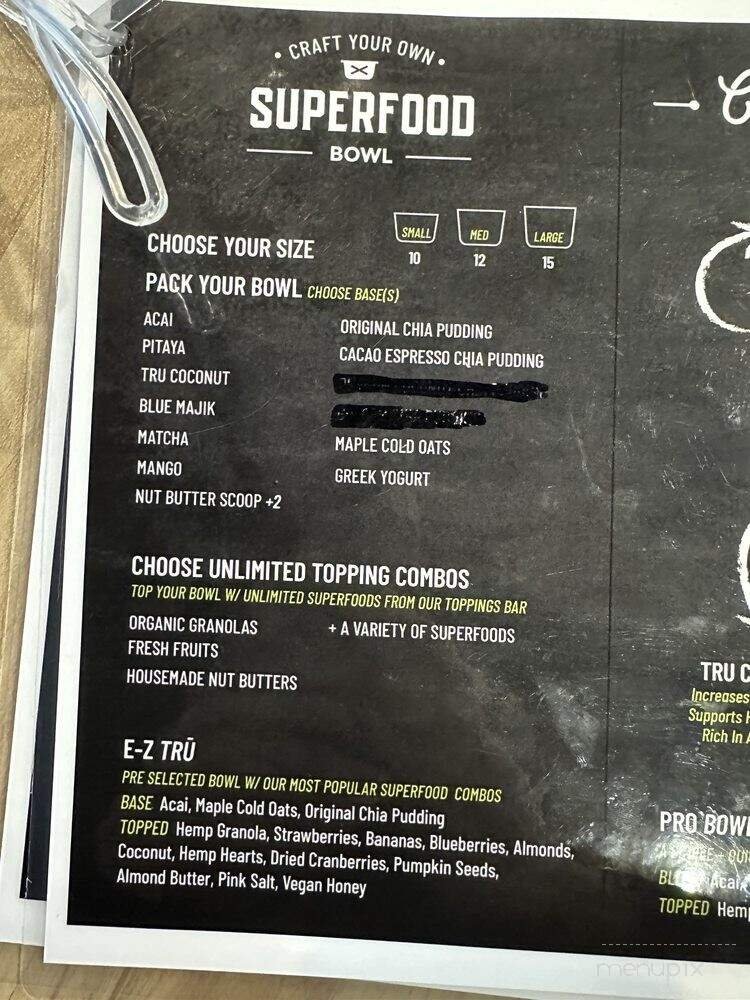 • CRAFT YOUR OWN •
SUPERFOOD
BOWL
CHOOSE YOUR SIZE
SMALL MED LARGE
10 12 15
PACK YOUR BOWL CHOOSE BASE(S)
ACAI
PITAYA
TRU COCONUT
BLUE MAJIK
MATCHA
MANGO
NUT BUTTER SCOOP +2
ORIGINAL CHIA PUDDING
CACAO ESPRESSO CHIA PUDDING
MAPLE COLD OATS
GREEK YOGURT
CHOOSE UNLIMITED TOPPING COMBOS
TOP YOUR BOWL W/ UNLIMITED SUPERFOODS FROM OUR TOPPINGS BAR
ORGANIC GRANOLAS
FRESH FRUITS
HOUSEMADE NUT BUTTERS
+ A VARIETY OF SUPERFOODS
E-Z TRŪ
PRE SELECTED BOWL W/ OUR MOST POPULAR SUPERFOOD COMBOS
BASE Acai, Maple Cold Oats, Original Chia Pudding
TOPPED Hemp Granola, Strawberries, Bananas, Blueberries, Almonds,
Coconut, Hemp Hearts, Dried Cranberries, Pumpkin Seeds,
Almond Butter, Pink Salt, Vegan Honey
TRU C
Increases
Supports H
Rich In A
PRO BOWL
Acai,
TOPPED Hemp
menupix